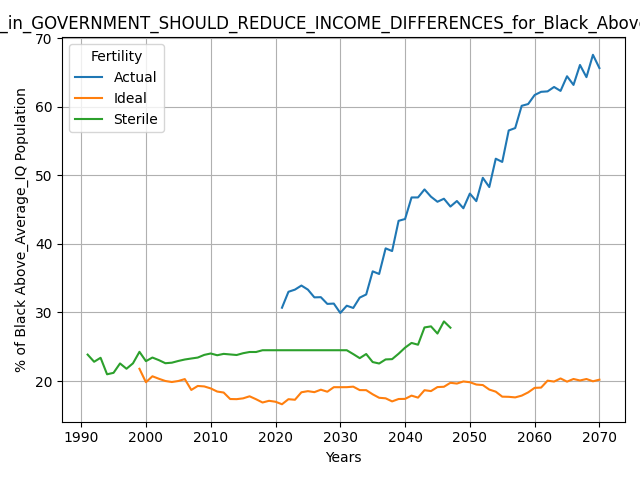 _in_GOVERNMENT_SHOULD_REDUCE_INCOME_DIFFERENCES_for_Black_Above
Fertility
Actual
Ideal
Sterile
% of Black Above_Average_IQ Population
70
60
50
40
30
20
1990 2000 2010 2020 2030 2040 2050 2060 2070
Years